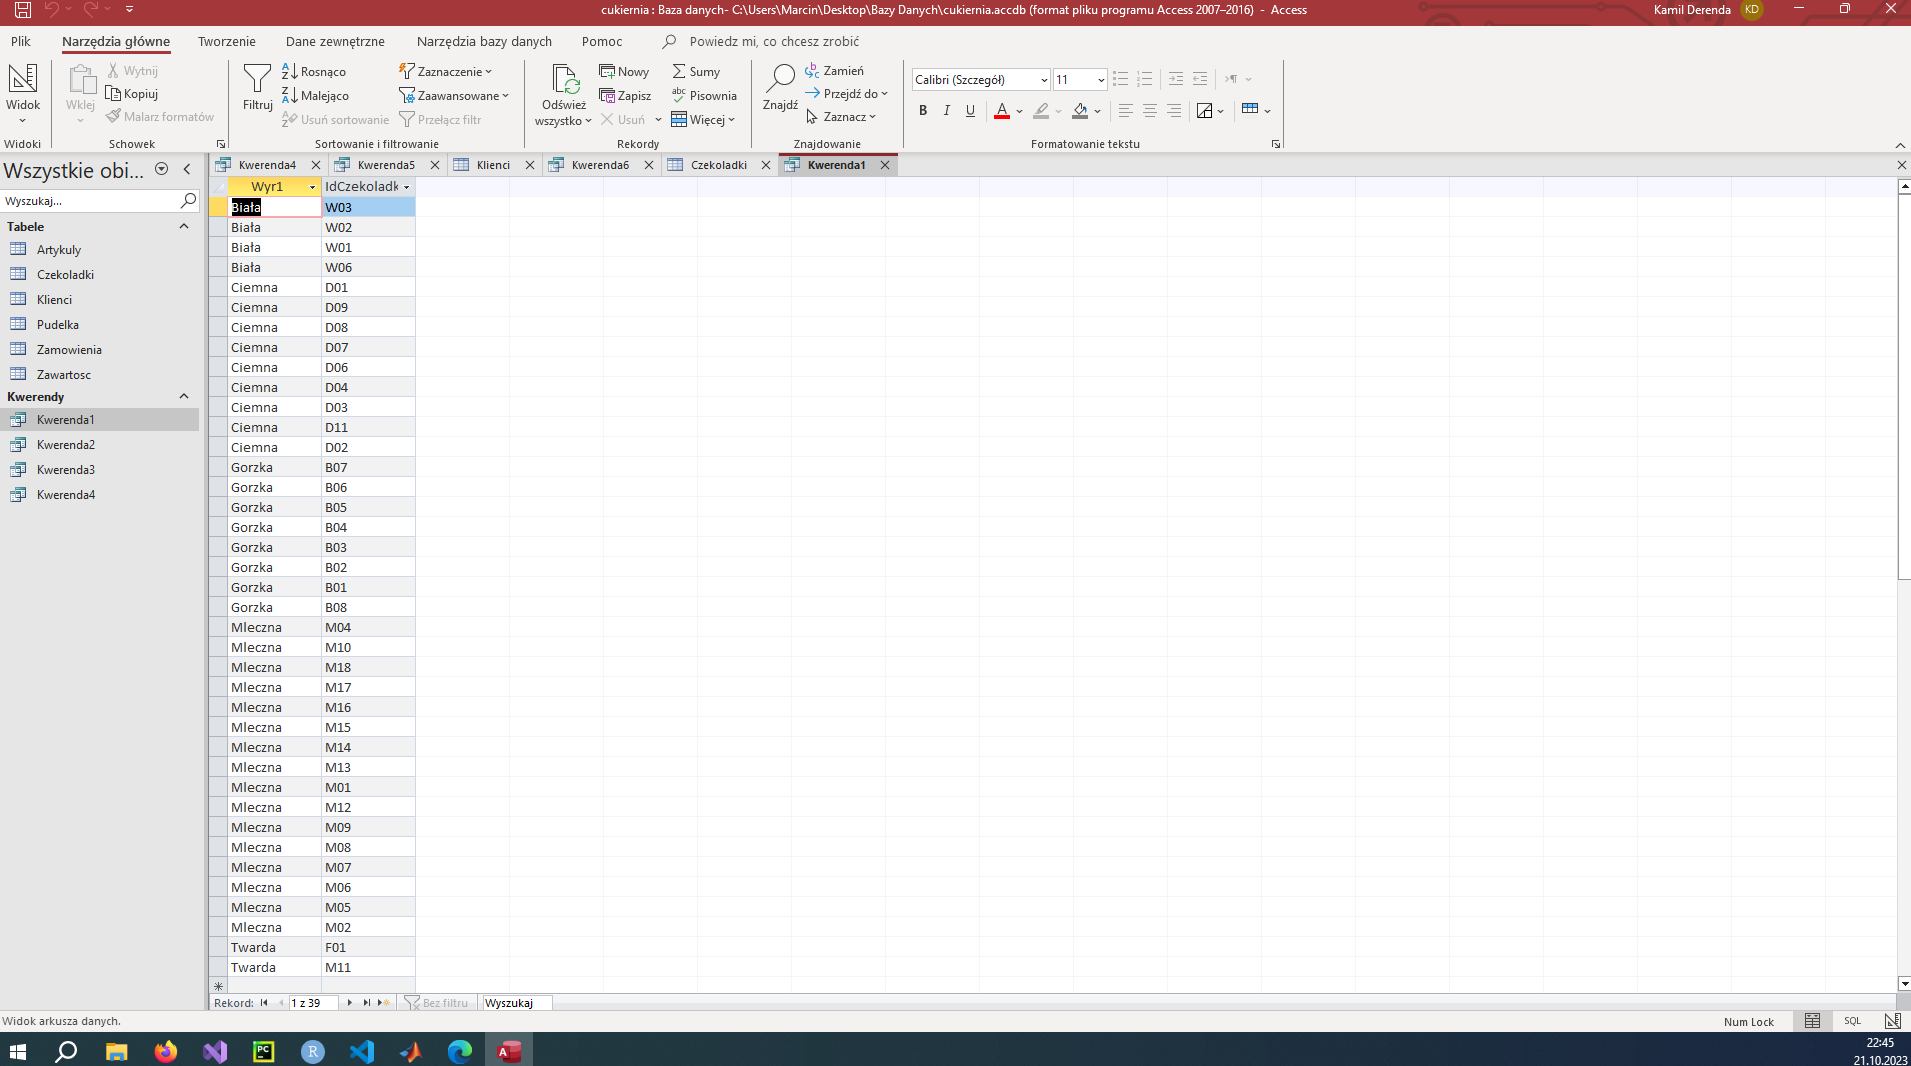 cukiernia : Baza danych- C:\Users\Marcin\Desktop\Bazy Danych\cukiernia.accdb (format pliku programu Access 2007–2016) - Access
Kamil Derenda
KD
Plik
Narzędzia główne
Tworzenie
Dane zewnętrzne
Narzędzia bazy danych
Pomoc
Powiedz mi, co chcesz zrobić
Widok
Widoki
Wklej
Wytnij
Kopiuj
Malarz formatów
Schowek
Filtruj
Rosnąco
Malejąco
Usuń sortowanie
Zaznaczenie
Zaawansowane
Przełącz filtr
Sortowanie i filtrowanie
Odśwież
wszystko
Nowy
Zapisz
Usuń
Sumy
Pisownia
Więcej
Rekordy
Znajdź
Zamień
Przejdź do
Zaznacz
Znajdowanie
Calibri (Szczegół)
11
B I U
Formatowanie tekstu
Wszystkie obi...
Wyszukaj...
Tabele
Artykuly
Czekoladki
Klienci
Pudelka
Zamowienia
Zawartosc
Kwerendy
Kwerenda1
Kwerenda2
Kwerenda3
Kwerenda4
Kwerenda4
Kwerenda5
Klienci
Kwerenda6
Czekoladki
Kwerenda1
Wyr1 IdCzekoladk
Biała W03
Biała W02
Biała W01
Biała W06
Ciemna D01
Ciemna D09
Ciemna D08
Ciemna D07
Ciemna D06
Ciemna D04
Ciemna D03
Ciemna D11
Ciemna D02
Gorzka B07
Gorzka B06
Gorzka B05
Gorzka B04
Gorzka B03
Gorzka B02
Gorzka B01
Gorzka B08
Mleczna M04
Mleczna M10
Mleczna M18
Mleczna M17
Mleczna M16
Mleczna M15
Mleczna M14
Mleczna M13
Mleczna M01
Mleczna M12
Mleczna M09
Mleczna M08
Mleczna M07
Mleczna M06
Mleczna M05
Mleczna M02
Twarda F01
Twarda M11
Rekord: 1 z 39 Bez filtru Wyszukaj
Widok arkusza danych.
Num Lock
SQL
22:45
21.10.2023